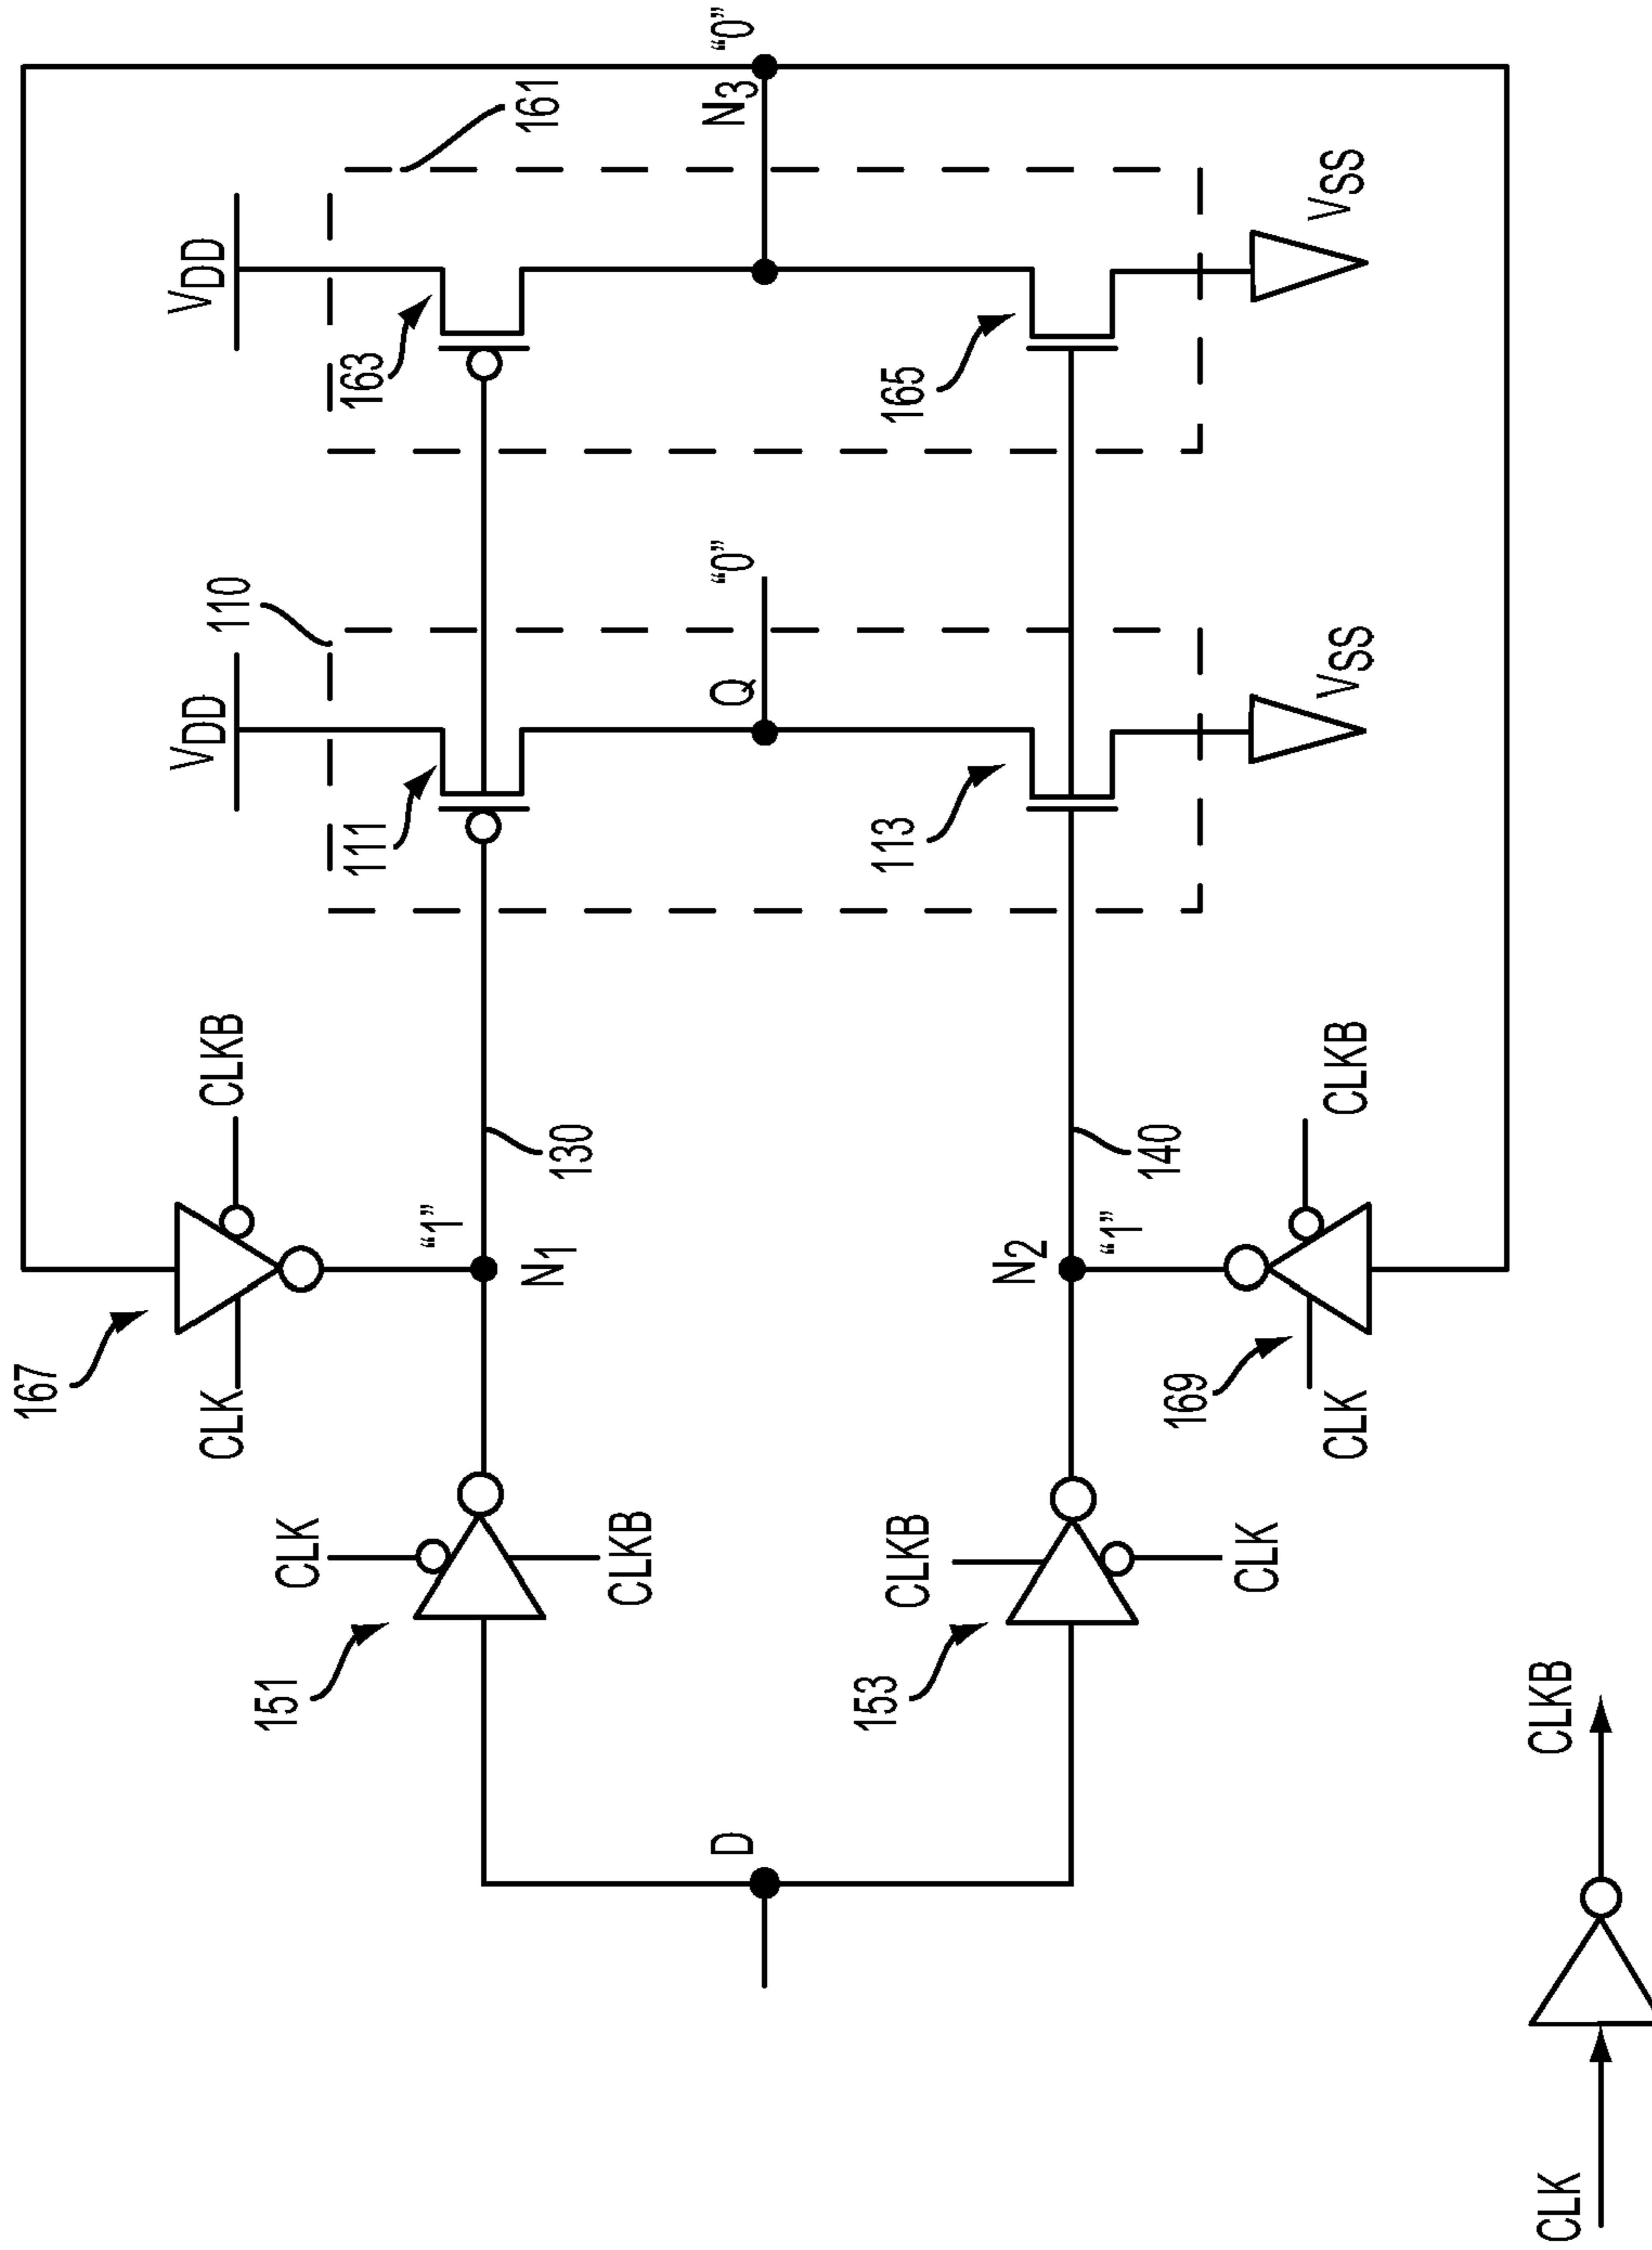 167
CLK
CLKB
VDD
110
VDD
161
151
CLK
CLKB
"1"
N1
130
111
163
D
Q
"0"
N3
"0"
153
CLKB
CLK
N2
"1"
140
113
165
169
CLK
CLKB
VSS
VSS
CLK
CLKB